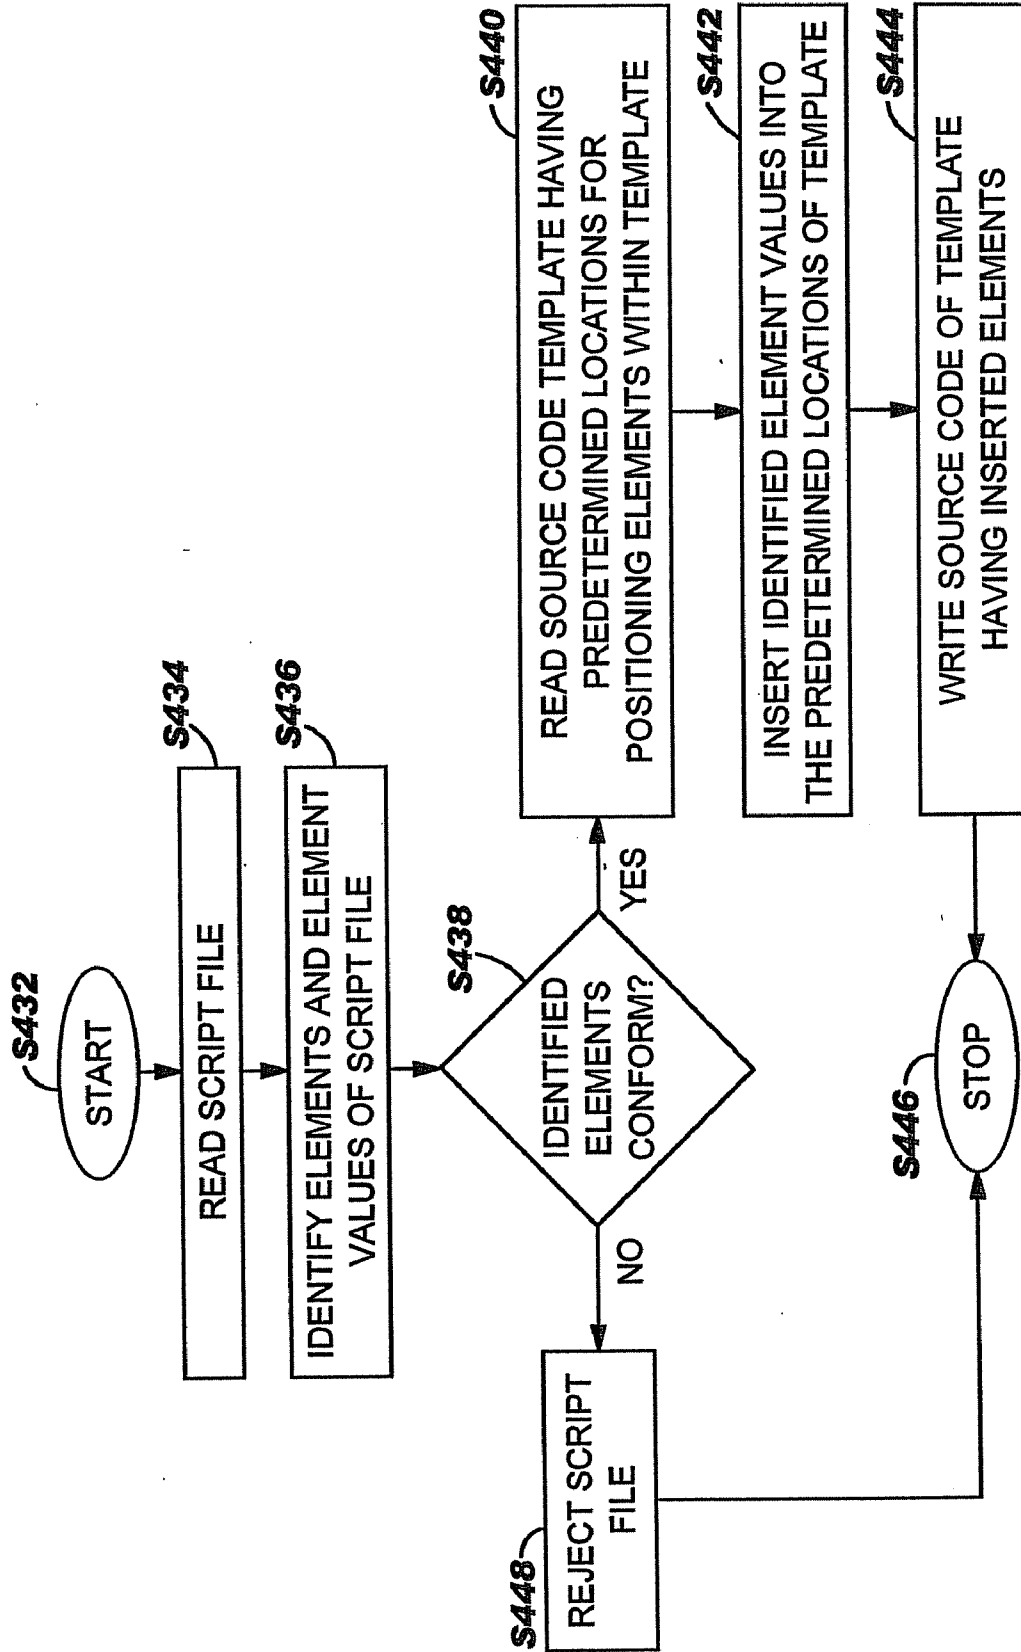 S432
START
S434
READ SCRIPT FILE
S436
IDENTIFY ELEMENTS AND ELEMENT
VALUES OF SCRIPT FILE
S438
IDENTIFIED
ELEMENTS
CONFORM?
YES
NO
S440
READ SOURCE CODE TEMPLATE HAVING
PREDETERMINED LOCATIONS FOR
POSITIONING ELEMENTS WITHIN TEMPLATE
S442
INSERT IDENTIFIED ELEMENT VALUES INTO
THE PREDETERMINED LOCATIONS OF TEMPLATE
S444
WRITE SOURCE CODE OF TEMPLATE
HAVING INSERTED ELEMENTS
S448
REJECT SCRIPT
FILE
S446
STOP